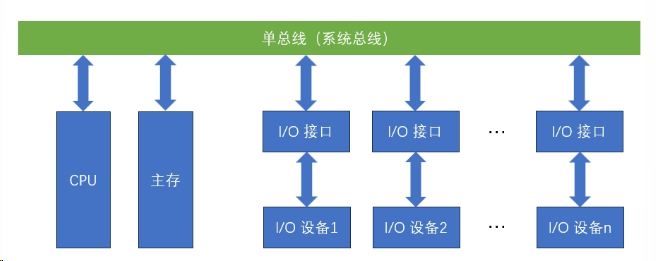 单总线（系统总线）
CPU
主存
I/O 接口
I/O 接口
…
I/O 接口
I/O 设备1
I/O 设备2
…
I/O 设备n